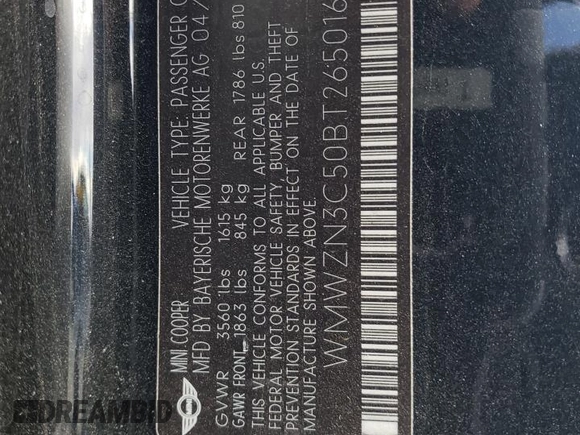 MINI COOPER VEHICLE TYPE: PASSENGER
MFD BY BAYERISCHE MOTORENWERKE AG 04/
GVWR 3560 lbs 1615 kg
GAWR FRONT 1863 lbs 845 kg REAR 1786 lbs 810
THIS VEHICLE CONFORMS TO ALL APPLICABLE U.S.
FEDERAL MOTOR VEHICLE SAFETY, BUMPER AND THEFT
PREVENTION STANDARDS IN EFFECT ON THE DATE OF
MANUFACTURE SHOWN ABOVE.
WMWZN3C50BT265016
DREAMBID